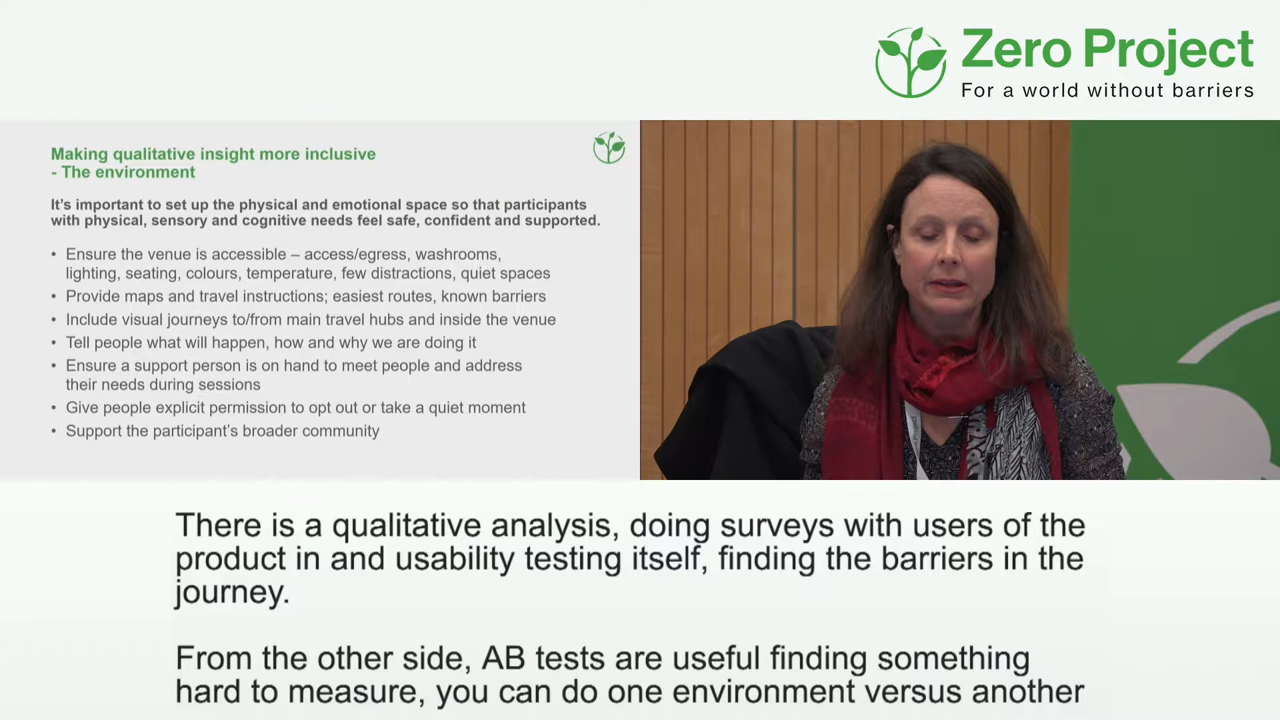 Zero Project
For a world without barriers
Making qualitative insight more inclusive
- The environment
It's important to set up the physical and emotional space so that participants
with physical, sensory and cognitive needs feel safe, confident and supported.
• Ensure the venue is accessible – access/egress, washrooms,
lighting, seating, colours, temperature, few distractions, quiet spaces
• Provide maps and travel instructions; easiest routes, known barriers
• Include visual journeys to/from main travel hubs and inside the venue
• Tell people what will happen, how and why we are doing it
• Ensure a support person is on hand to meet people and address
their needs during sessions
• Give people explicit permission to opt out or take a quiet moment
• Support the participant's broader community
There is a qualitative analysis, doing surveys with users of the
product in and usability testing itself, finding the barriers in the
journey.
From the other side, AB tests are useful finding something
hard to measure, you can do one environment versus another